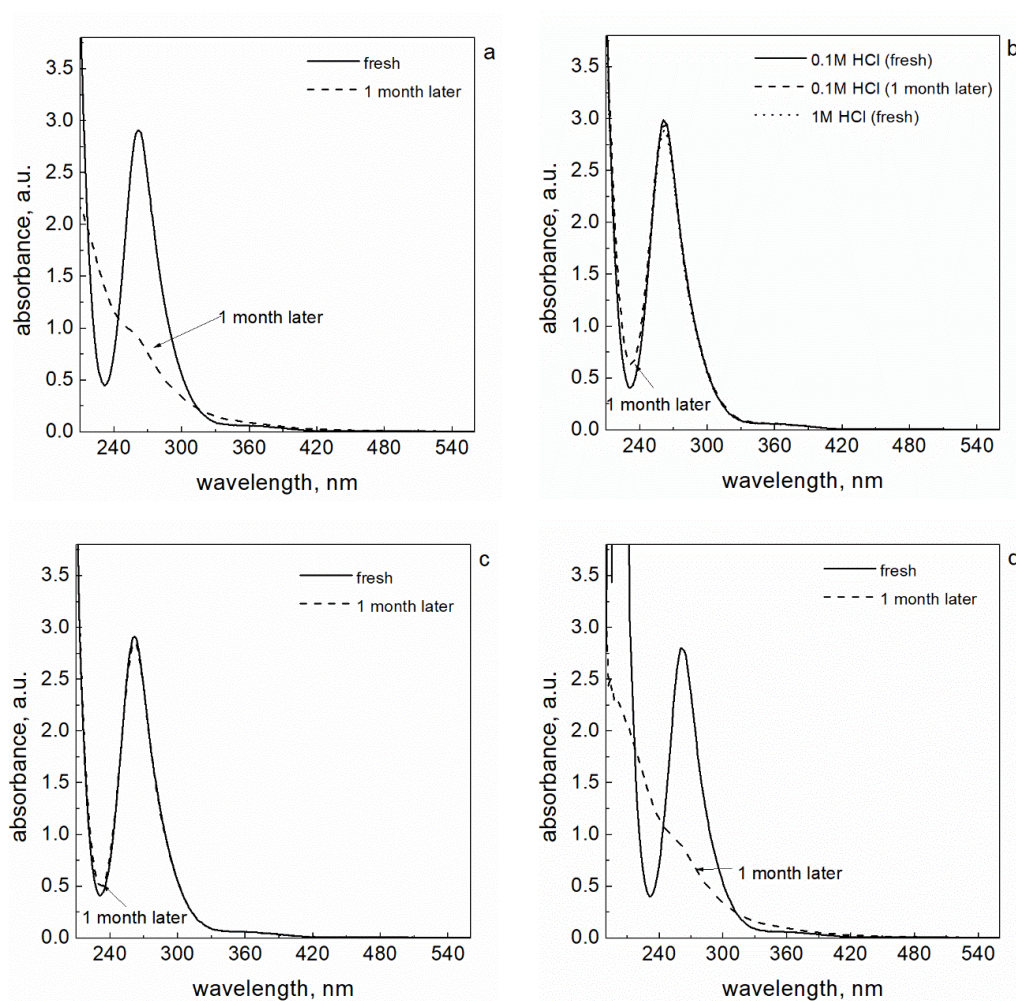 a
fresh
1 month later
3.5
3.0
2.5
2.0
1.5
1.0
0.5
0.0
absorbance, a.u.
1 month later
240 300 360 420 480 540
wavelength, nm
b
0.1M HCl (fresh)
0.1M HCl (1 month later)
1M HCl (fresh)
3.5
3.0
2.5
2.0
1.5
1.0
0.5
0.0
absorbance, a.u.
1 month later
240 300 360 420 480 540
wavelength, nm
c
fresh
1 month later
3.5
3.0
2.5
2.0
1.5
1.0
0.5
0.0
absorbance, a.u.
1 month later
240 300 360 420 480 540
wavelength, nm
d
fresh
1 month later
3.5
3.0
2.5
2.0
1.5
1.0
0.5
0.0
absorbance, a.u.
1 month later
240 300 360 420 480 540
wavelength, nm